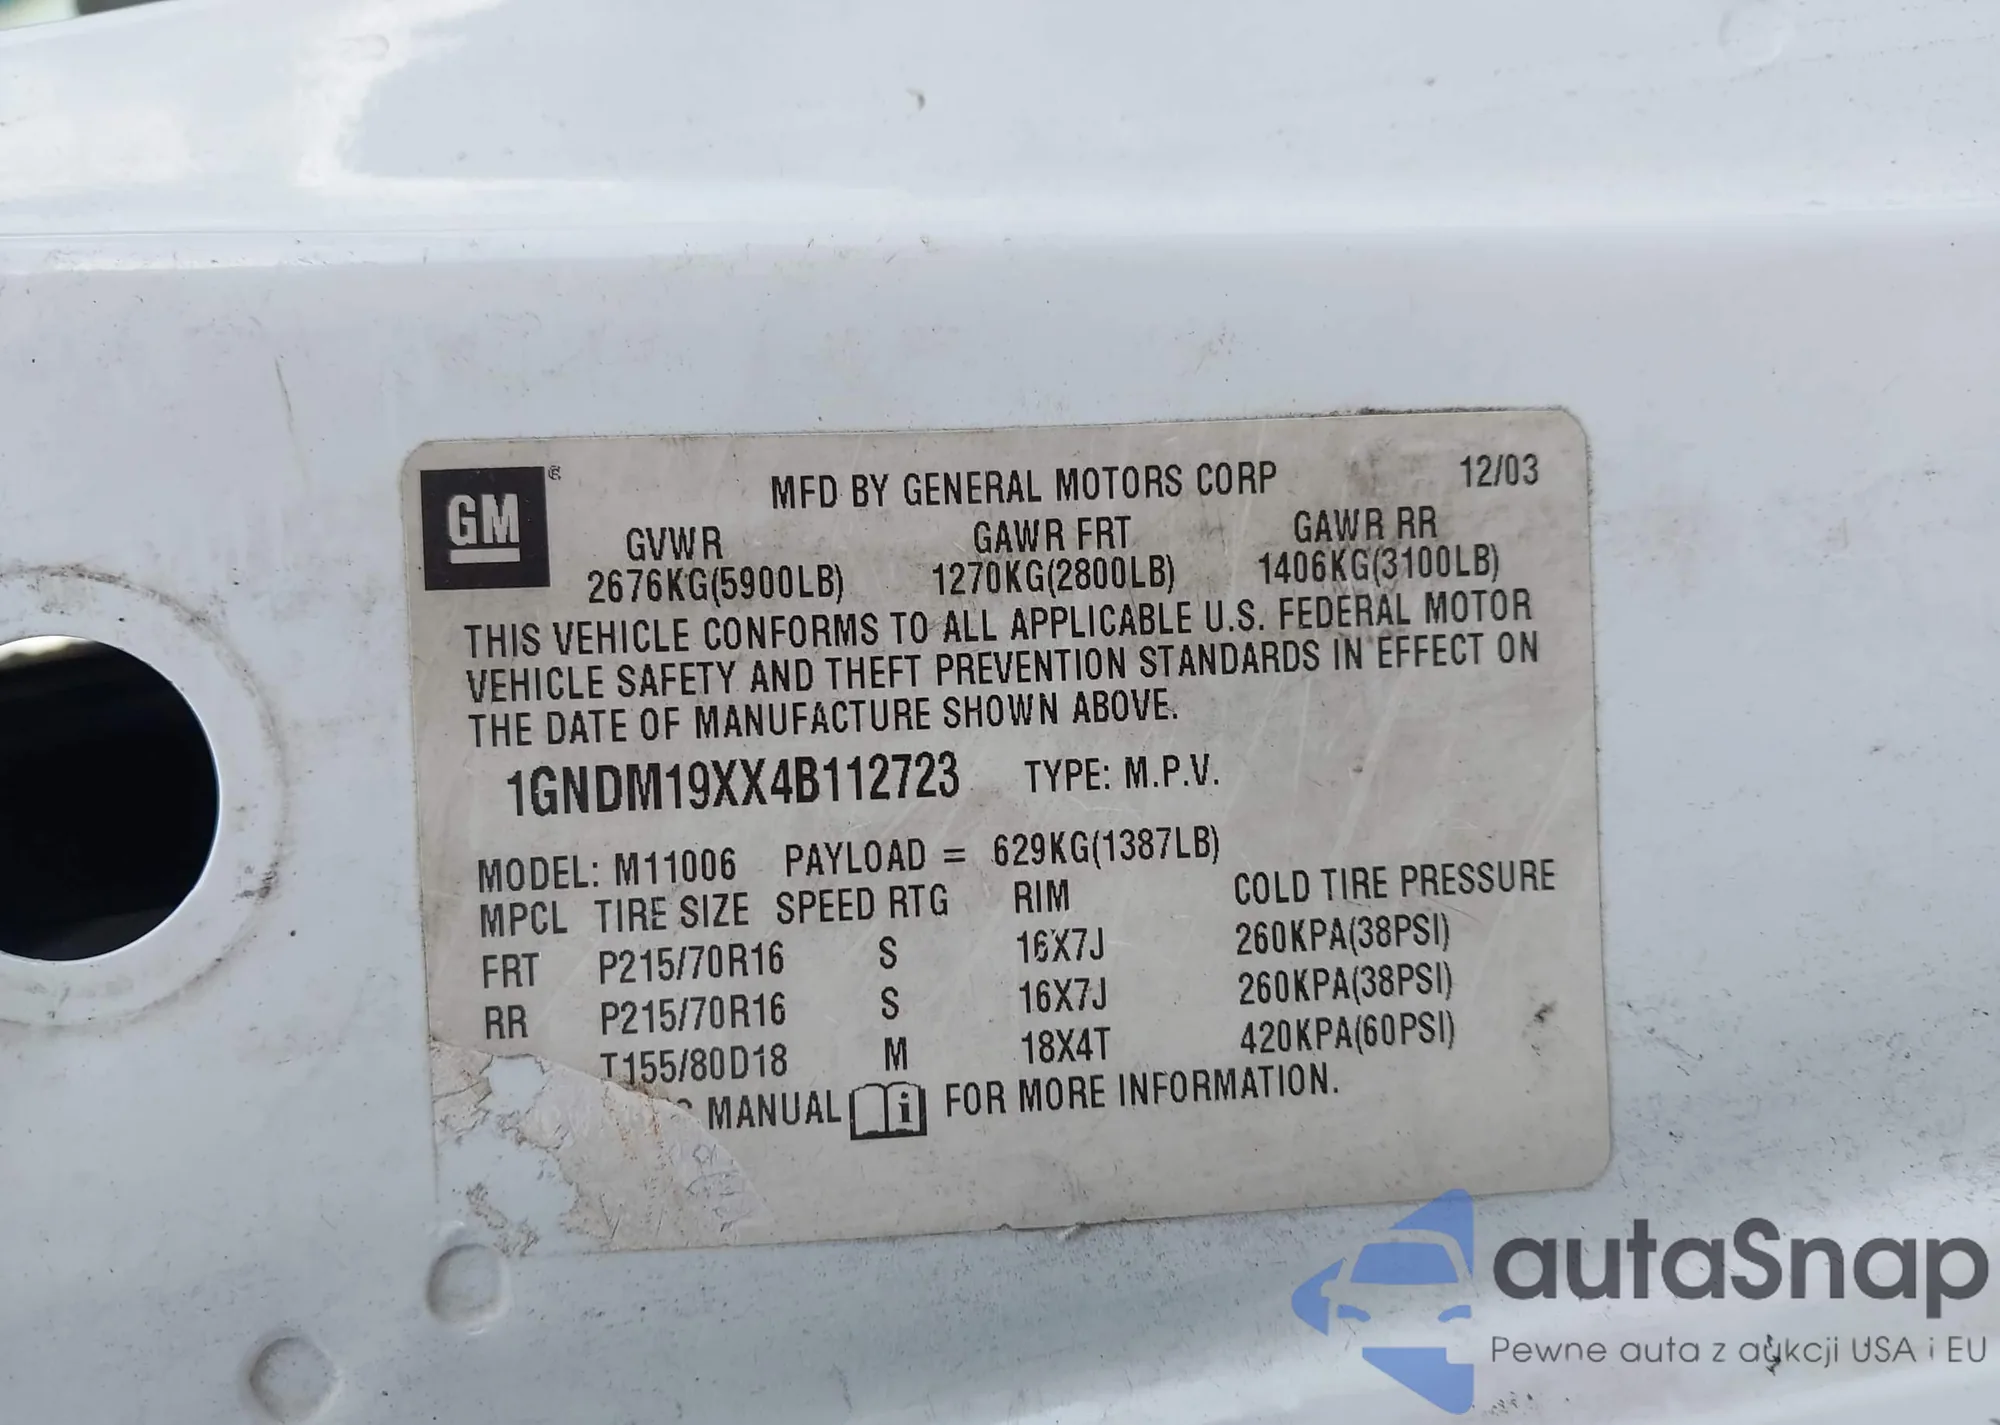 GM
MFD BY GENERAL MOTORS CORP 12/03
GVWR GAWR FRT GAWR RR
2676KG(5900LB) 1270KG(2800LB) 1406KG(3100LB)
THIS VEHICLE CONFORMS TO ALL APPLICABLE U.S. FEDERAL MOTOR
VEHICLE SAFETY AND THEFT PREVENTION STANDARDS IN EFFECT ON
THE DATE OF MANUFACTURE SHOWN ABOVE.
1GNDM19XX4B112723 TYPE: M.P.V.
MODEL: M11006 PAYLOAD = 629KG(1387LB)
MPCL TIRE SIZE SPEED RTG RIM COLD TIRE PRESSURE
FRT P215/70R16 S 16X7J 260KPA(38PSI)
RR P215/70R16 S 16X7J 260KPA(38PSI)
T155/80D18 M 18X4T 420KPA(60PSI)
MANUAL i FOR MORE INFORMATION.
autaSnap
Pewne auta z aukcji USA i EU